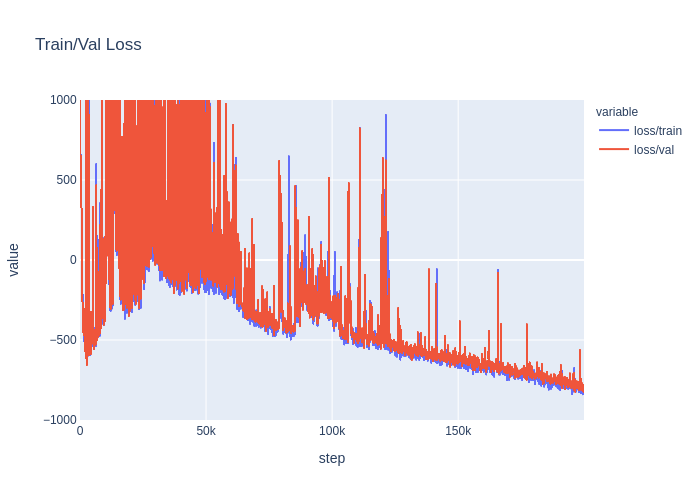 Train/Val Loss
variable
loss/train
loss/val
value
1000
500
0
−500
−1000
0
50k
100k
150k
step